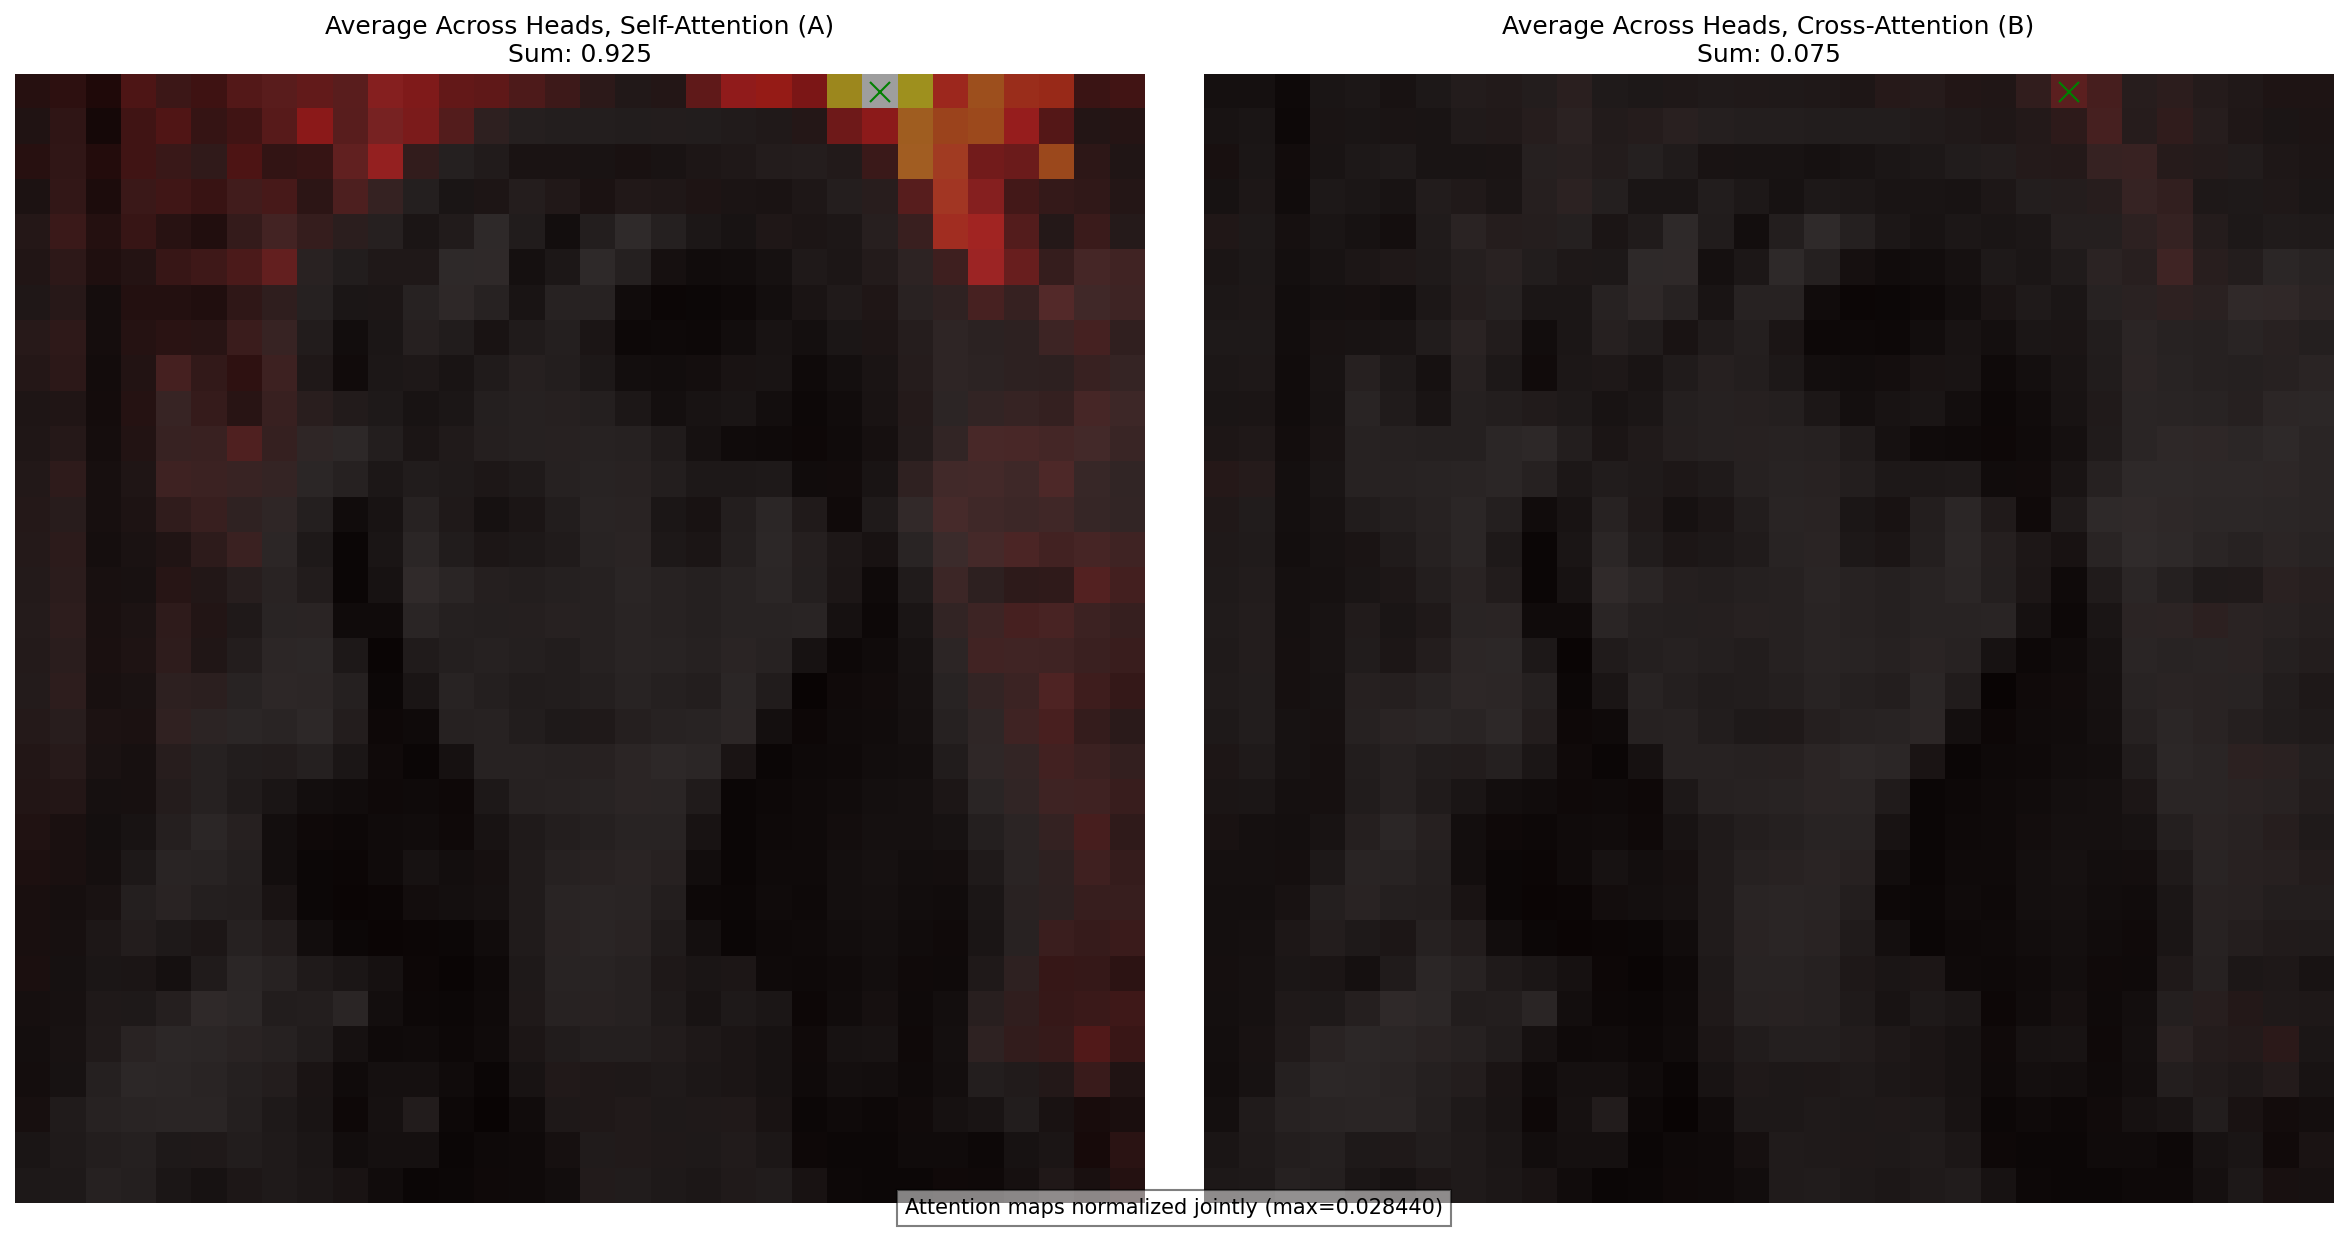 Average Across Heads, Self-Attention (A)
Sum: 0.925
Average Across Heads, Cross-Attention (B)
Sum: 0.075
Attention maps normalized jointly (max=0.028440)